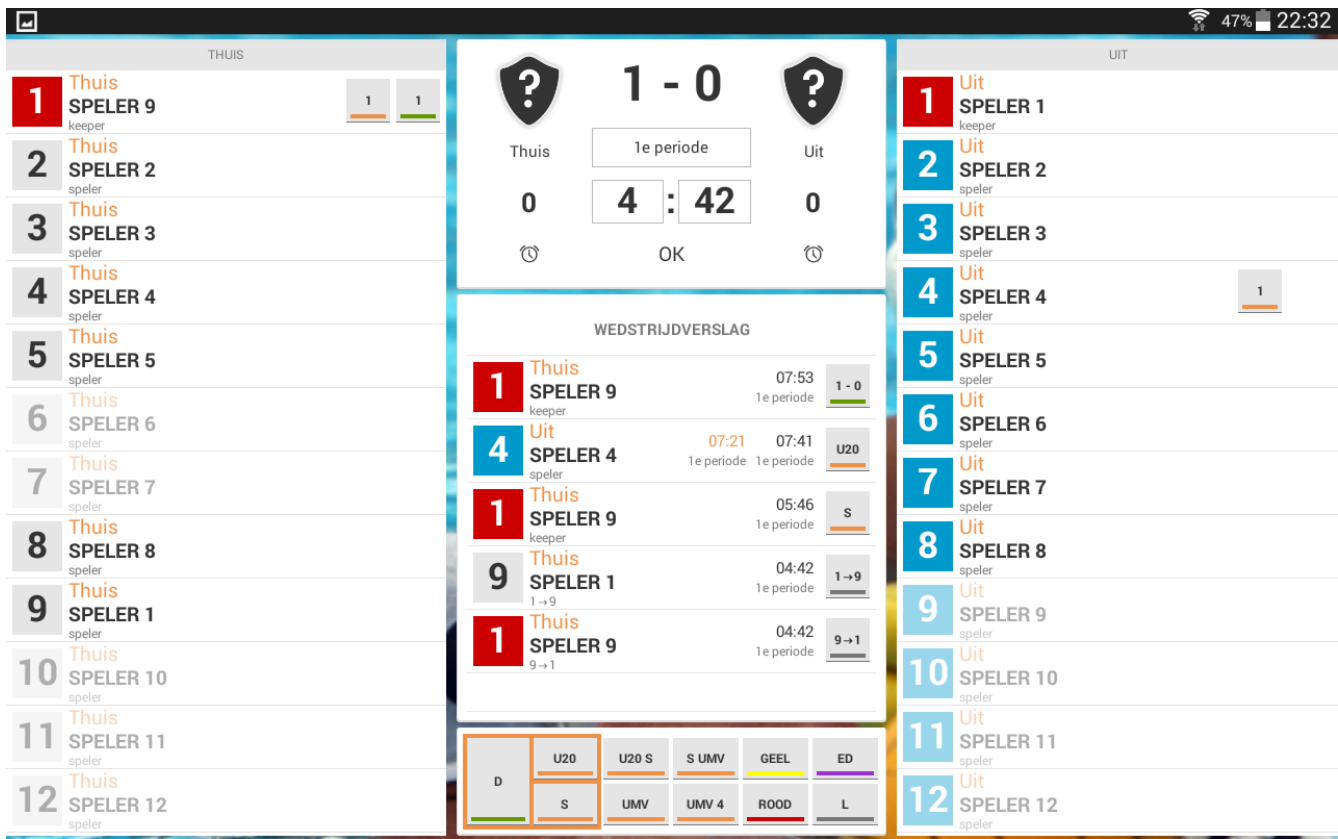 47% 22:32
THUIS
1 Thuis
SPELER 9
keeper
1 1
2 Thuis
SPELER 2
speler
3 Thuis
SPELER 3
speler
4 Thuis
SPELER 4
speler
5 Thuis
SPELER 5
speler
6 Thuis
SPELER 6
speler
7 Thuis
SPELER 7
speler
8 Thuis
SPELER 8
speler
9 Thuis
SPELER 1
speler
10 Thuis
SPELER 10
speler
11 Thuis
SPELER 11
speler
12 Thuis
SPELER 12
speler
? 1 - 0 ?
Thuis 1e periode Uit
0 4 : 42 0
OK
WEDSTRIJDVERSLAG
1 Thuis
SPELER 9
keeper
07:53
1e periode
1 - 0
4 Uit
SPELER 4
speler
07:21 07:41
1e periode 1e periode
U20
1 Thuis
SPELER 9
keeper
05:46
1e periode
S
9 Thuis
SPELER 1
1→9
04:42
1e periode
1→9
1 Thuis
SPELER 9
9→1
04:42
1e periode
9→1
D
U20 U20 S S UMV GEEL ED
S UMV UMV 4 ROOD L
UIT
1 Uit
SPELER 1
keeper
2 Uit
SPELER 2
speler
3 Uit
SPELER 3
speler
4 Uit
SPELER 4
speler
1
5 Uit
SPELER 5
speler
6 Uit
SPELER 6
speler
7 Uit
SPELER 7
speler
8 Uit
SPELER 8
speler
9 Uit
SPELER 9
speler
10 Uit
SPELER 10
speler
11 Uit
SPELER 11
speler
12 Uit
SPELER 12
speler